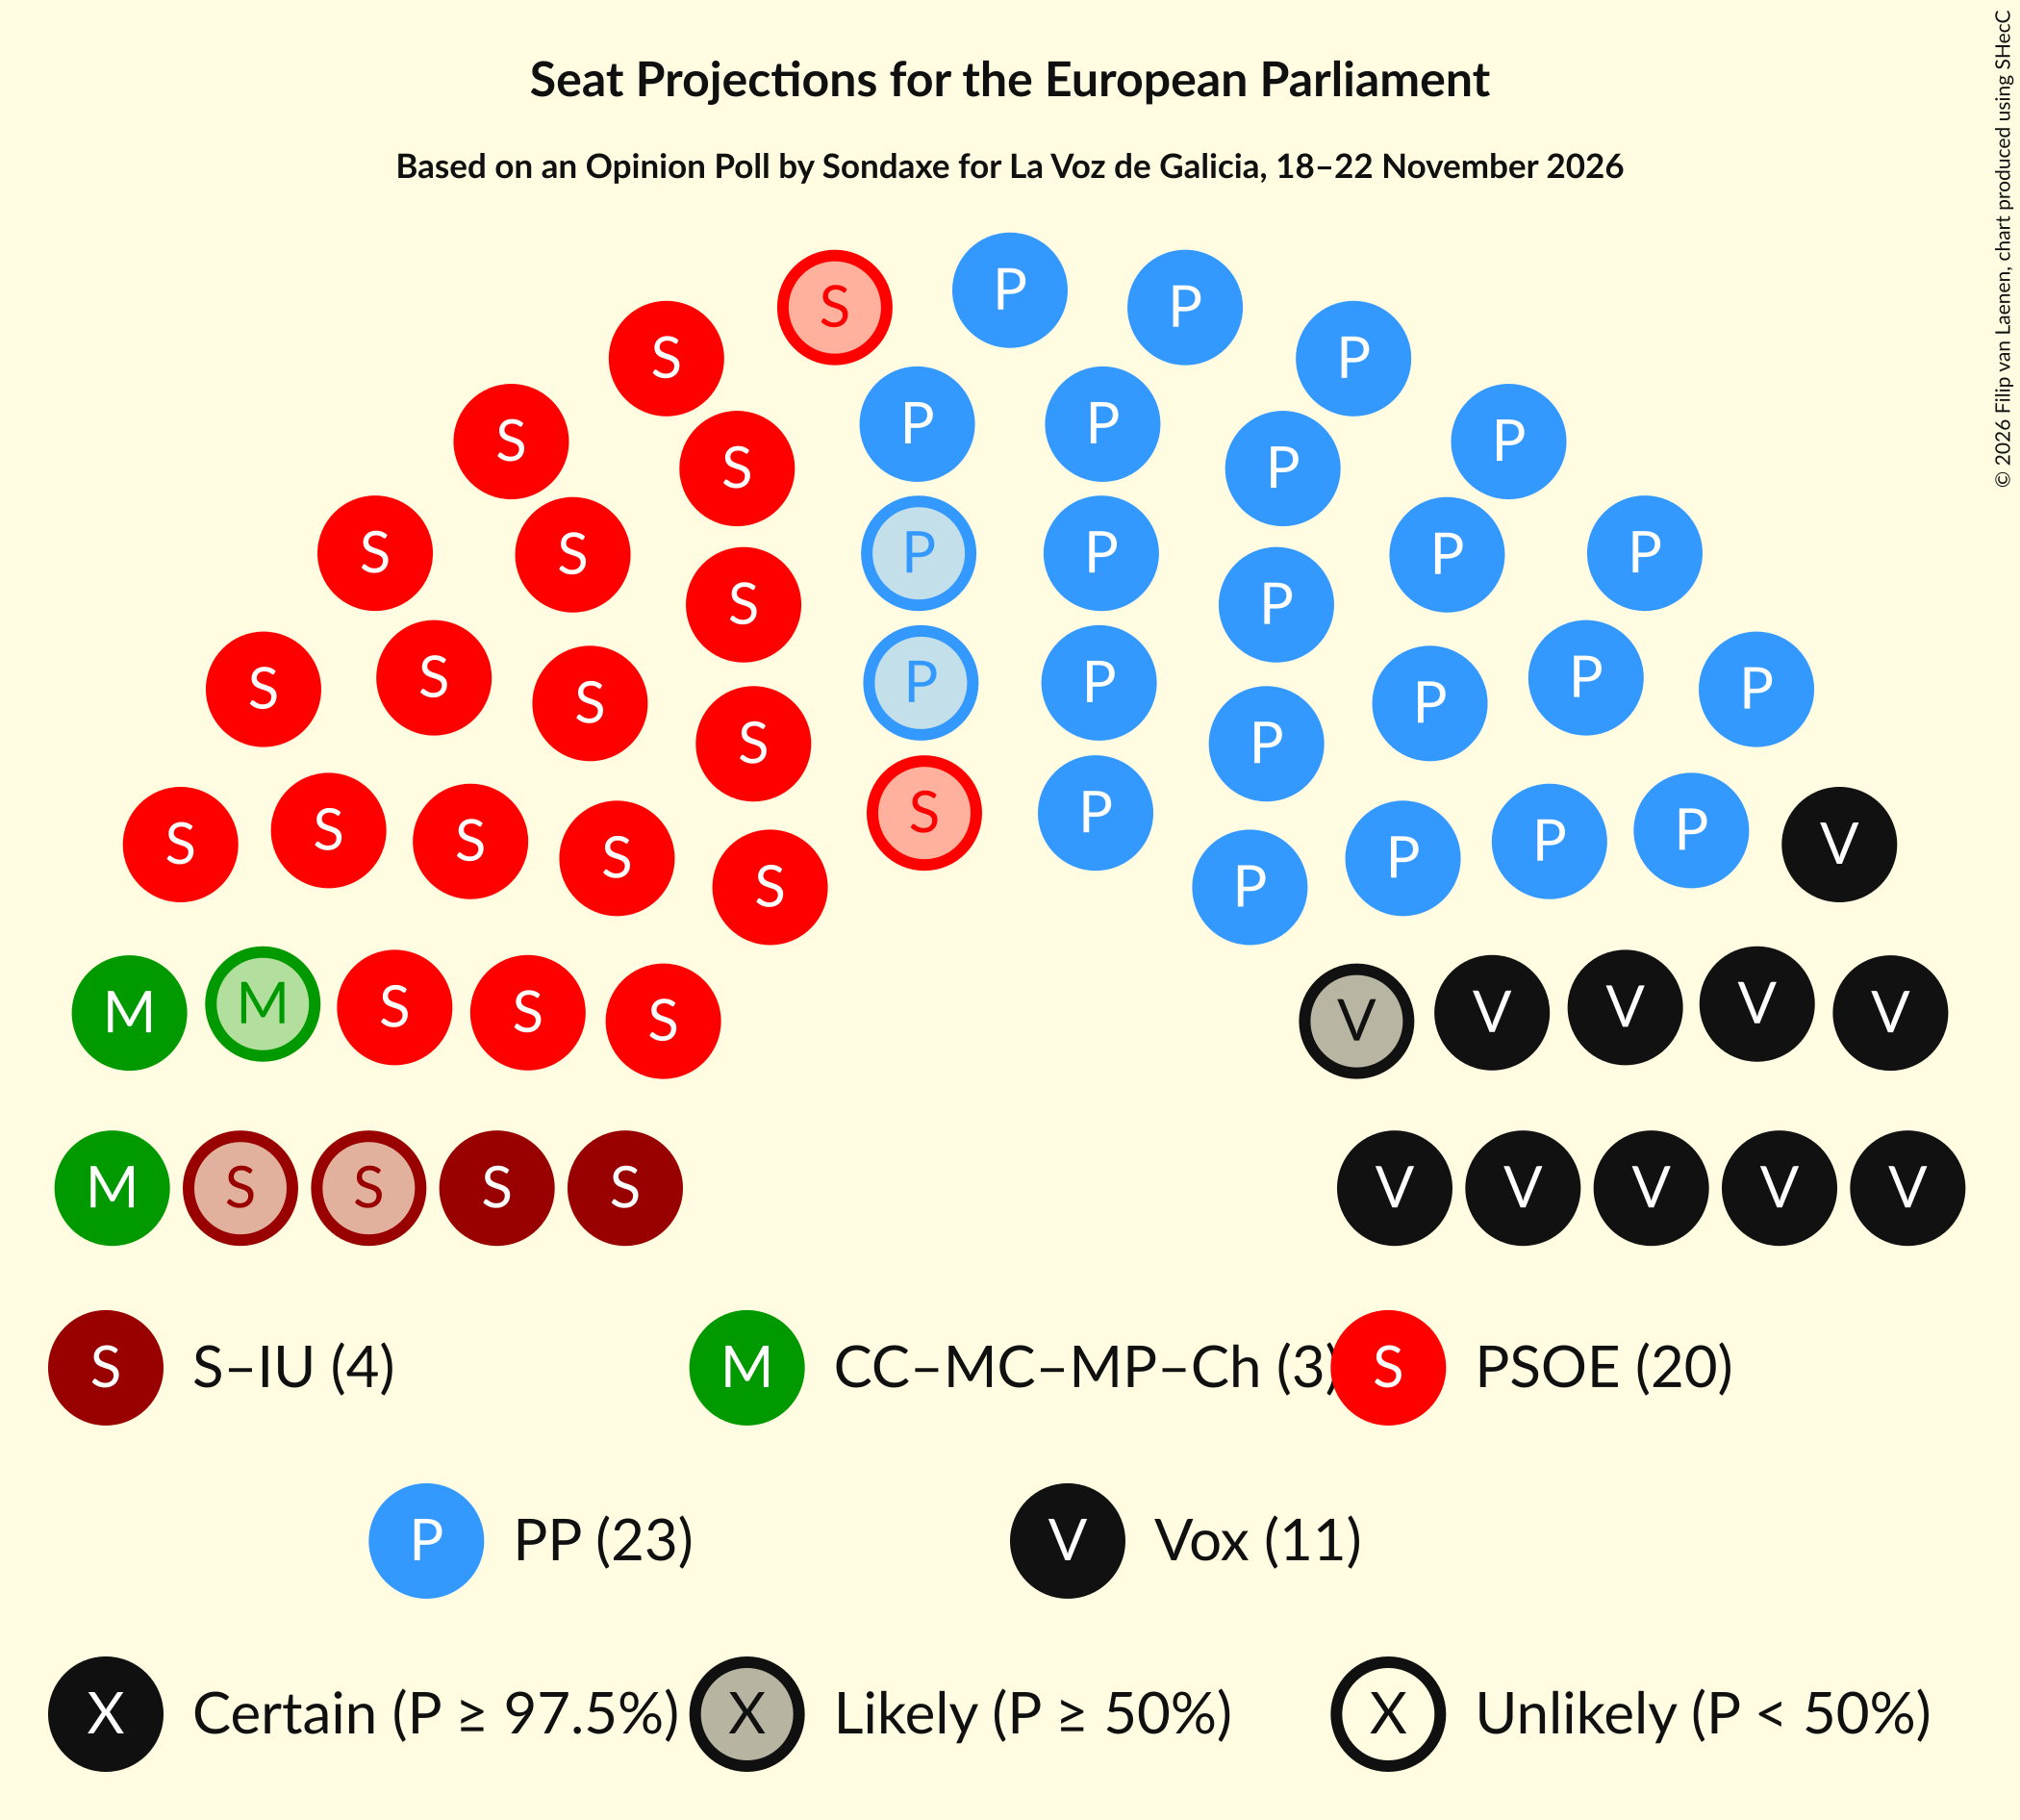 Seat Projections for the European Parliament
Based on an Opinion Poll by Sondaxe for La Voz de Galicia, 18–22 November 2026
© 2026 Filip van Laenen, chart produced using SHecC
P
S P P
S P
S P P S P
S P P
S S P P
S P
S P P S
S P
S P
S P
S P
S P
S P
S P
S V
S P
S P
S P
M S S V V V V
M S V V
M S S S S V V V V V
S S–IU (4) M CC–MC–MP–Ch (3) S PSOE (20)
P PP (23) V Vox (11)
X Certain (P ≥ 97.5%) X Likely (P ≥ 50%) X Unlikely (P < 50%)